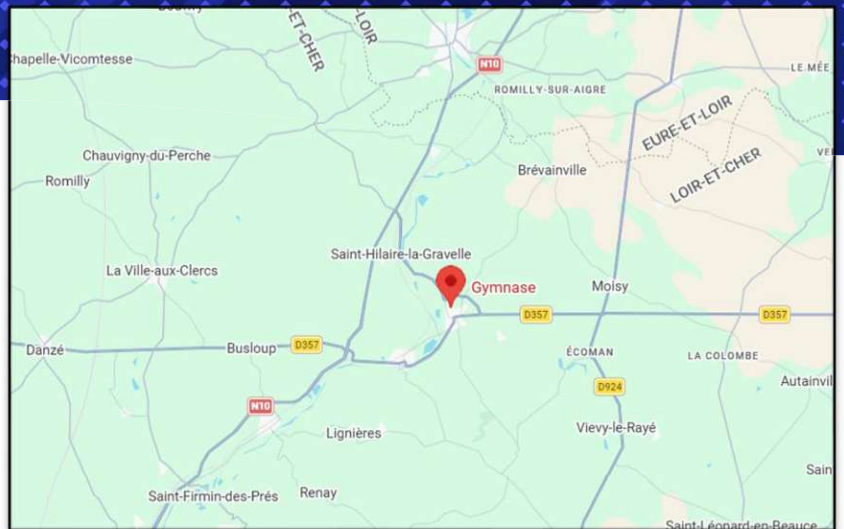 -ET-CHER
-LOIR
Chapelle-Vicomtesse
N10
LE MÉE
ROMILLY-SUR-AIGRE
EURE-ET-LOIR
Chauvigny-du-Perche
Brévainville
Romilly
LOIR-ET-CHER
Saint-Hilaire-la-Gravelle
La Ville-aux-Clercs
Gymnase
Moisy
D357
D357
D357
Danzé
Busloup
ÉCOMAN
LA COLOMBE
Autainvil
D924
N10
Lignières
Vievy-le-Rayé
Sain
Saint-Firmin-des-Prés
Renay
Saint-Léonard-en-Beauce